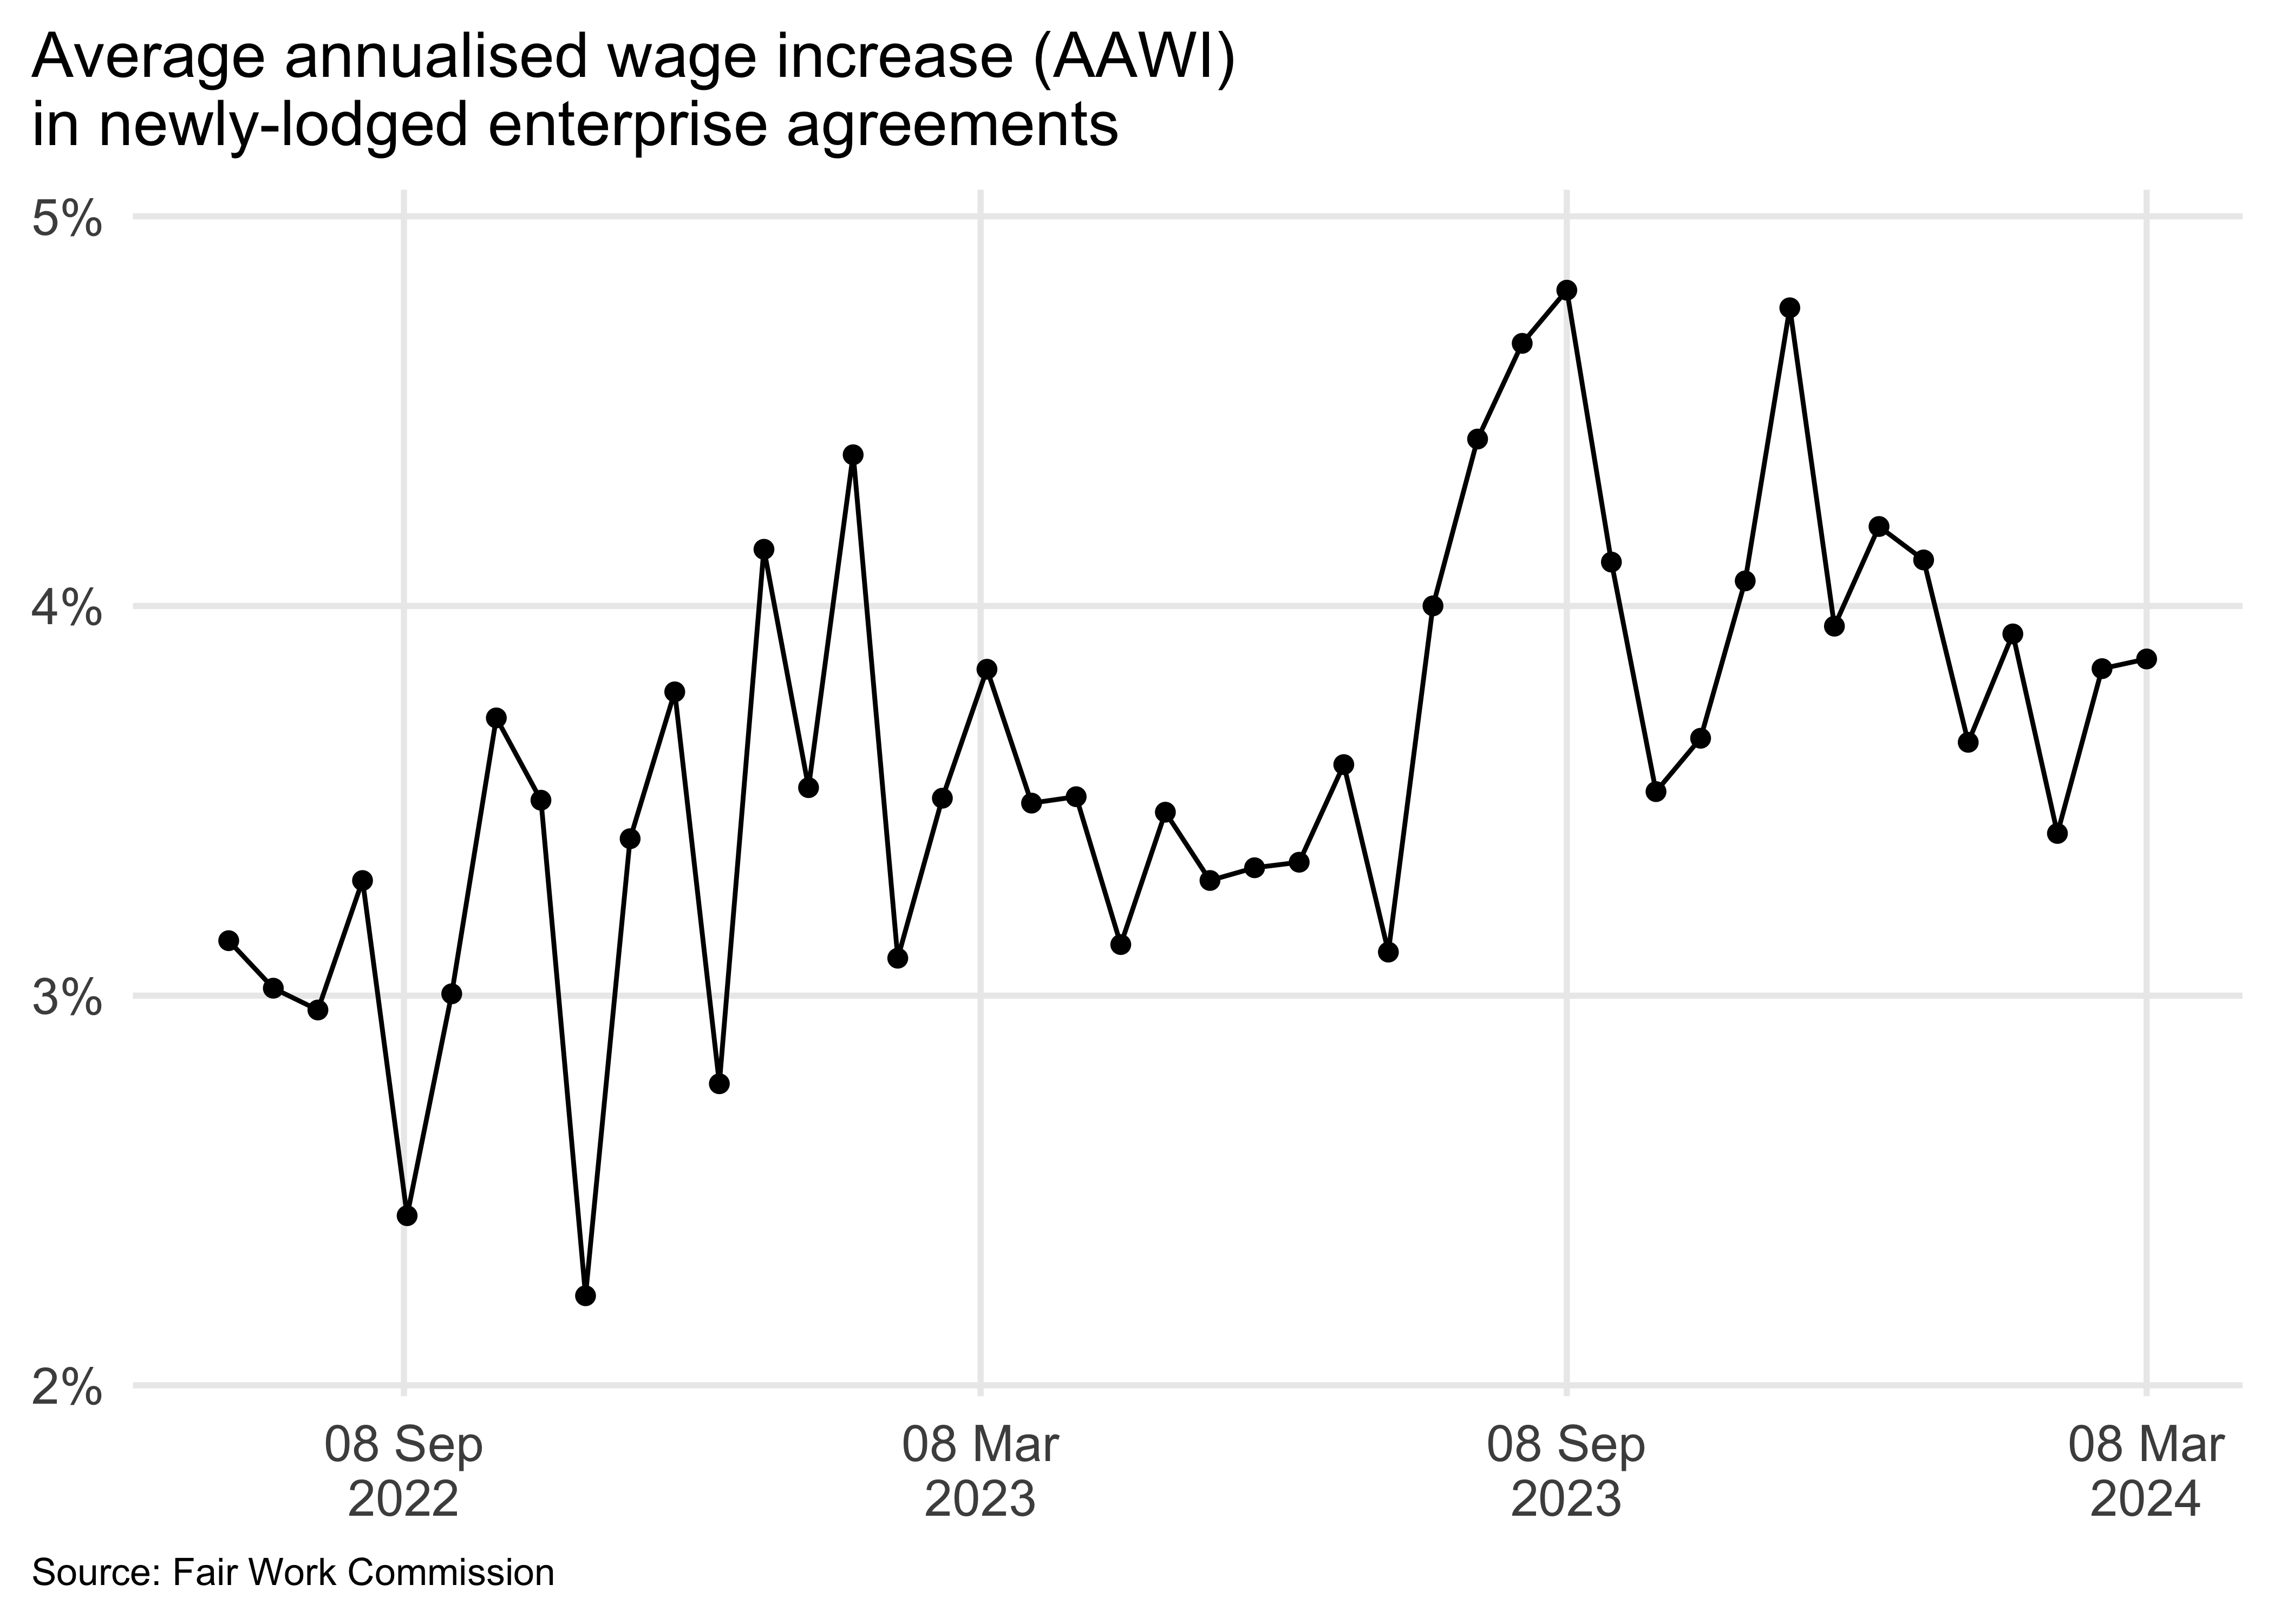 Average annualised wage increase (AAWI)
in newly-lodged enterprise agreements
5%
4%
3%
2%
08 Sep
2022
08 Mar
2023
08 Sep
2023
08 Mar
2024
Source: Fair Work Commission